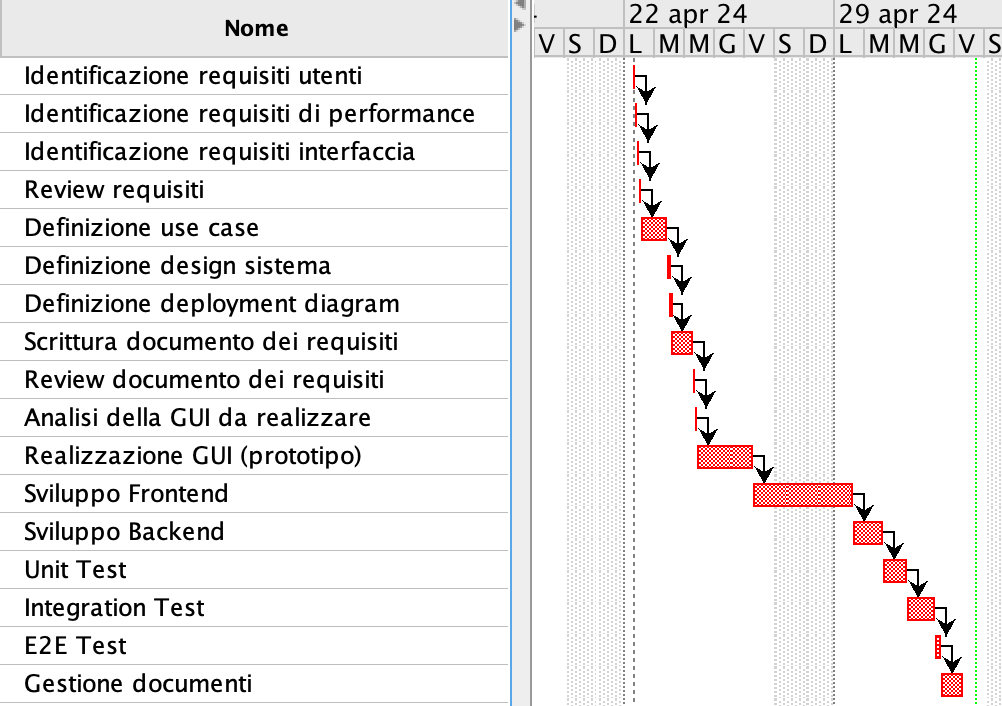 Nome
22 apr 24
29 apr 24
V S D L M M G V S D L M M G V S
Identificazione requisiti utenti
Identificazione requisiti di performance
Identificazione requisiti interfaccia
Review requisiti
Definizione use case
Definizione design sistema
Definizione deployment diagram
Scrittura documento dei requisiti
Review documento dei requisiti
Analisi della GUI da realizzare
Realizzazione GUI (prototipo)
Sviluppo Frontend
Sviluppo Backend
Unit Test
Integration Test
E2E Test
Gestione documenti